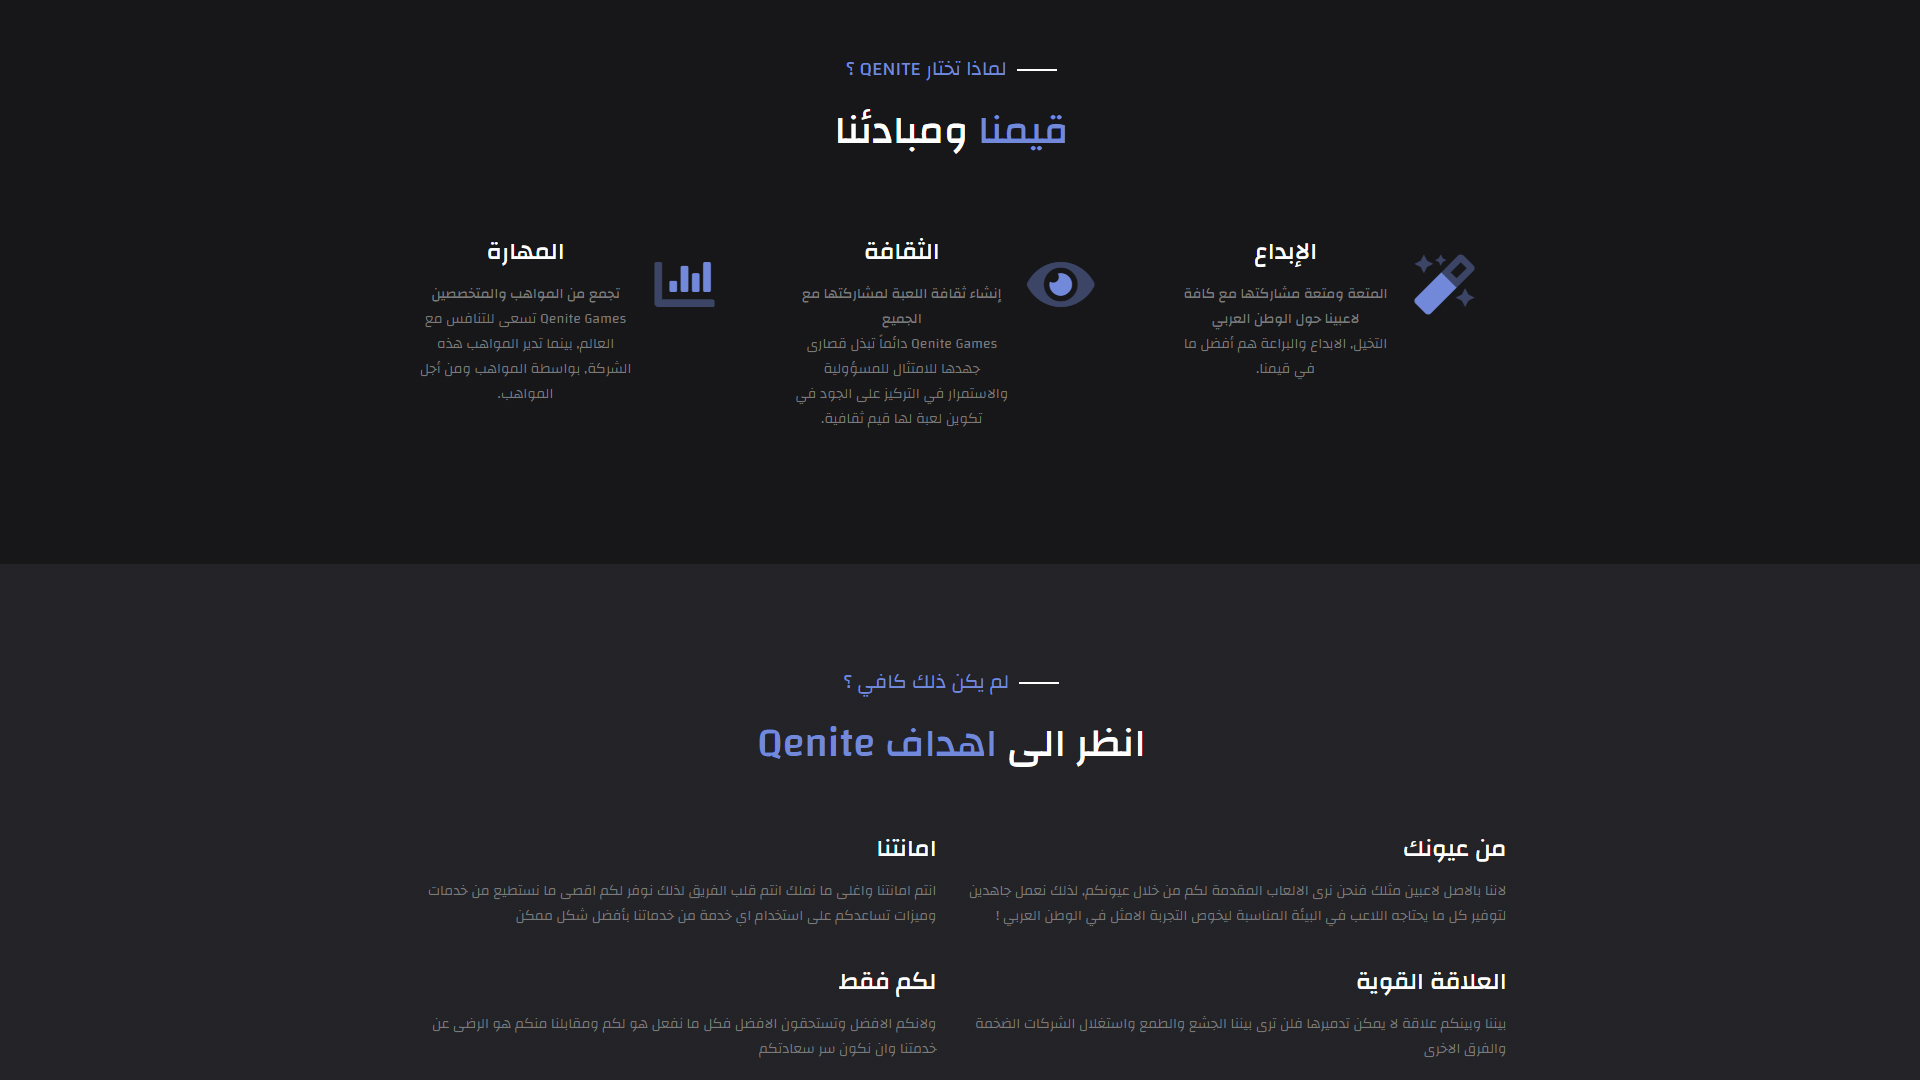 لماذا تختار QENITE ؟
قيمنا ومبادئنا
الإبداع
المتعة ومتعة مشاركتها مع كافة
لاعبينا حول الوطن العربي
التخيل, الابداع والبراعة هم أفضل ما
في قيمنا.
الثقافة
إنشاء ثقافة اللعبة لمشاركتها مع
الجميع
Qenite Games دائماً تبذل قصارى
جهدها للامتثال للمسؤولية
والاستمرار في التركيز على الجود في
تكوين لعبة لها قيم ثقافية.
المهارة
تجمع من المواهب والمتخصصين
Qenite Games تسعى للتنافس مع
العالم, بينما تدير المواهب هذه
الشركة, بواسطة المواهب ومن أجل
المواهب.
لم يكن ذلك كافي ؟
انظر الى اهداف Qenite
من عيونك
لاننا بالاصل لاعبين مثلك فنحن نرى الالعاب المقدمة لكم من خلال عيونكم, لذلك نعمل جاهدين
لتوفير كل ما يحتاجه اللاعب في البيئة المناسبة ليخوض التجربة الامثل في الوطن العربي !
امانتنا
انتم امانتنا واغلى ما نملك انتم قلب الفريق لذلك نوفر لكم اقصى ما نستطيع من خدمات
وميزات تساعدكم على استخدام اي خدمة من خدماتنا بأفضل شكل ممكن
العلاقة القوية
بيننا وبينكم علاقة لا يمكن تدميرها فلن ترى بيننا الجشع والطمع واستغلال الشركات الضخمة
والفرق الاخرى
لكم فقط
ولانكم الافضل وتستحقون الافضل فكل ما نفعل هو لكم ومقابلنا منكم هو الرضى عن
خدمتنا وان نكون سر سعادتكم